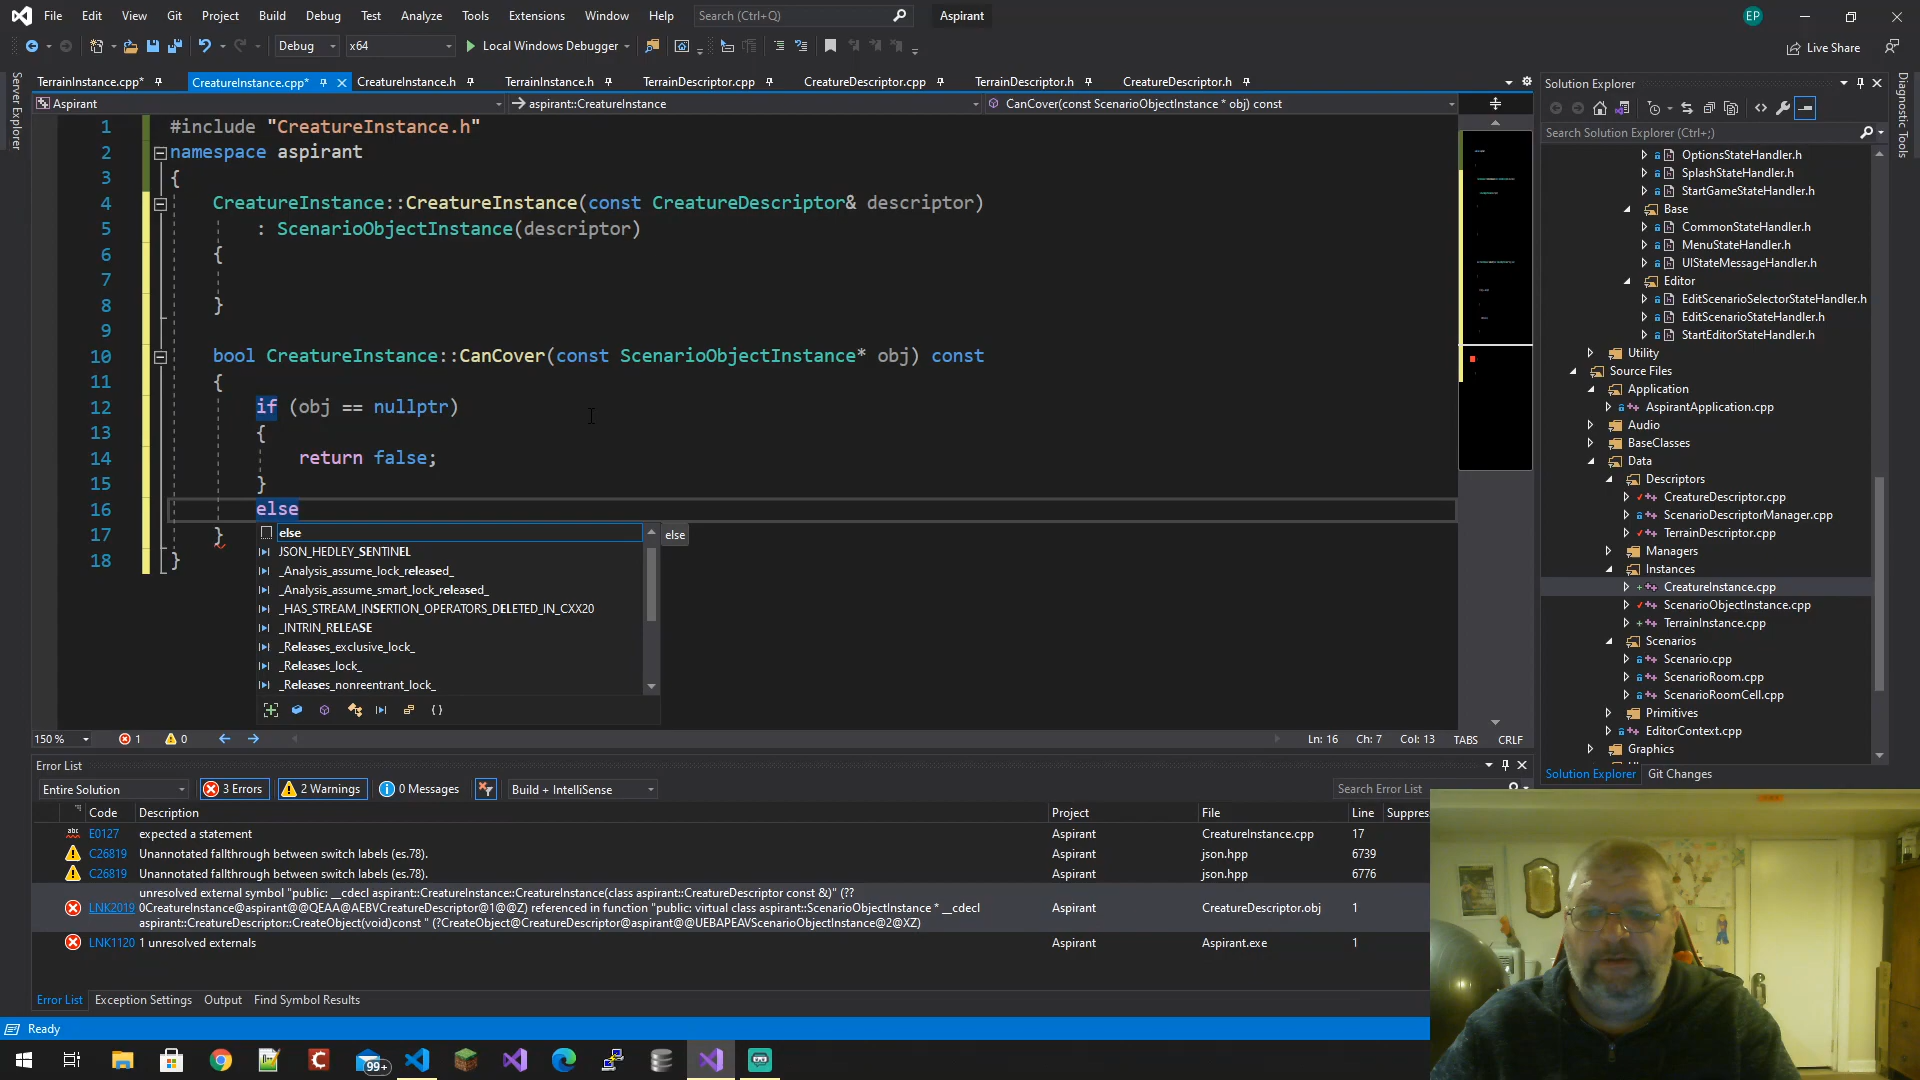 File Edit View Git Project Build Debug Test Analyze Tools Extensions Window Help Search (Ctrl+Q) Aspirant EP
Debug x64 Local Windows Debugger Live Share
Server Explorer
Diagnostic Tools
TerrainInstance.cpp* CreatureInstance.cpp* CreatureInstance.h TerrainInstance.h TerrainDescriptor.cpp CreatureDescriptor.cpp TerrainDescriptor.h CreatureDescriptor.h
Aspirant aspirant::CreatureInstance CanCover(const ScenarioObjectInstance * obj) const
1 #include "CreatureInstance.h"
2 namespace aspirant
3 {
4 CreatureInstance::CreatureInstance(const CreatureDescriptor& descriptor)
5 : ScenarioObjectInstance(descriptor)
6 {
7
8 }
9
10 bool CreatureInstance::CanCover(const ScenarioObjectInstance* obj) const
11 {
12 if (obj == nullptr)
13 {
14 return false;
15 }
16 else
17 }
18 }
else
JSON_HEDLEY_SENTINEL
_Analysis_assume_lock_released_
_Analysis_assume_smart_lock_released_
_HAS_STREAM_INSERTION_OPERATORS_DELETED_IN_CXX20
_INTRIN_RELEASE
_Releases_exclusive_lock_
_Releases_lock_
_Releases_nonreentrant_lock_
else
150 % 1 0 Ln: 16 Ch: 7 Col: 13 TABS CRLF
Solution Explorer
Search Solution Explorer (Ctrl+;)
OptionsStateHandler.h
SplashStateHandler.h
StartGameStateHandler.h
Base
CommonStateHandler.h
MenuStateHandler.h
UIStateMessageHandler.h
Editor
EditScenarioSelectorStateHandler.h
EditScenarioStateHandler.h
StartEditorStateHandler.h
Utility
Source Files
Application
AspirantApplication.cpp
Audio
BaseClasses
Data
Descriptors
CreatureDescriptor.cpp
ScenarioDescriptorManager.cpp
TerrainDescriptor.cpp
Managers
Instances
CreatureInstance.cpp
ScenarioObjectInstance.cpp
TerrainInstance.cpp
Scenarios
Scenario.cpp
ScenarioRoom.cpp
ScenarioRoomCell.cpp
Primitives
EditorContext.cpp
Graphics
Solution Explorer Git Changes
Error List
Entire Solution 3 Errors 2 Warnings 0 Messages Build + IntelliSense Search Error List
Code Description Project File Line Suppres
abc E0127 expected a statement Aspirant CreatureInstance.cpp 17
C26819 Unannotated fallthrough between switch labels (es.78). Aspirant json.hpp 6739
C26819 Unannotated fallthrough between switch labels (es.78). Aspirant json.hpp 6776
unresolved external symbol "public: __cdecl aspirant::CreatureInstance::CreatureInstance(class aspirant::CreatureDescriptor const &)" (??
LNK2019 0CreatureInstance@aspirant@@QEAA@AEBVCreatureDescriptor@1@@Z) referenced in function "public: virtual class aspirant::ScenarioObjectInstance * __cdecl Aspirant CreatureDescriptor.obj 1
aspirant::CreatureDescriptor::CreateObject(void)const " (?CreateObject@CreatureDescriptor@aspirant@@UEBAPEAVScenarioObjectInstance@2@XZ)
LNK1120 1 unresolved externals Aspirant Aspirant.exe 1
Error List Exception Settings Output Find Symbol Results
Ready
99+